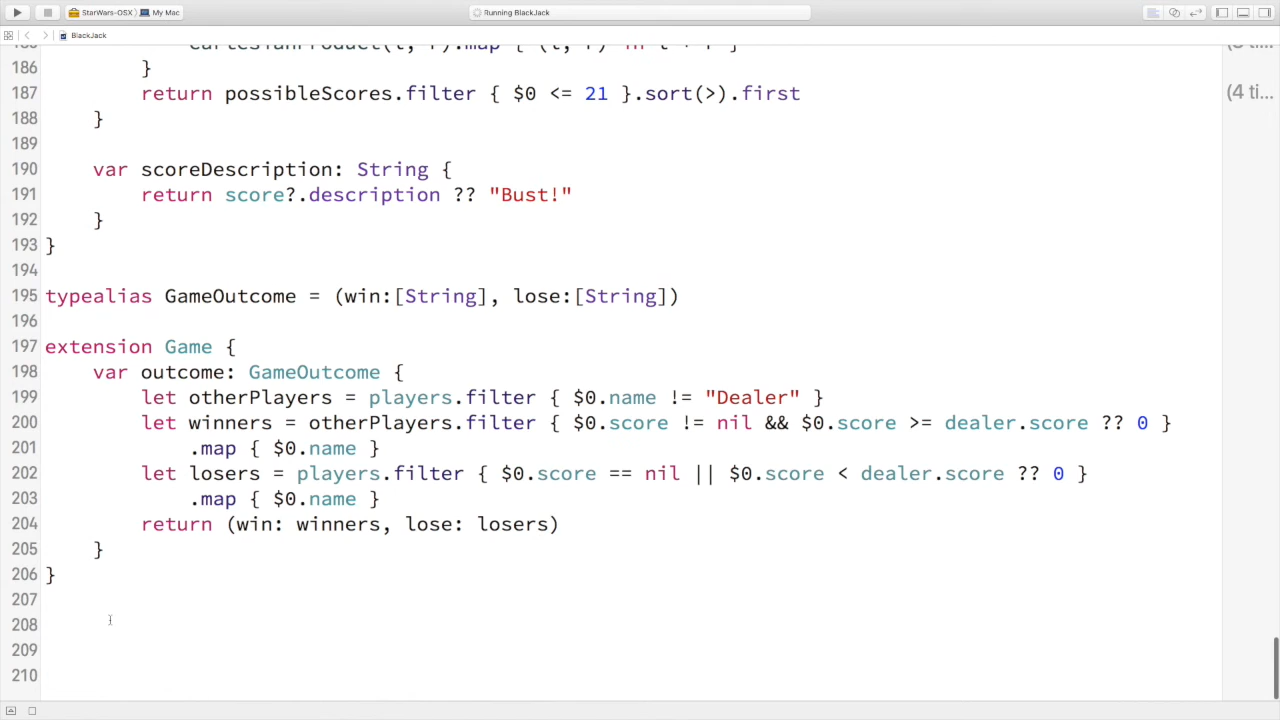 StarWars-OSX 〉 My Mac
Running BlackJack
BlackJack
CartesianProduct(l, r).map { (l, r) in l + r }
186 }
187 return possibleScores.filter { $0 <= 21 }.sort(>).first (4 ti...
188 }
189
190 var scoreDescription: String {
191 return score?.description ?? "Bust!"
192 }
193 }
194
195 typealias GameOutcome = (win:[String], lose:[String])
196
197 extension Game {
198 var outcome: GameOutcome {
199 let otherPlayers = players.filter { $0.name != "Dealer" }
200 let winners = otherPlayers.filter { $0.score != nil && $0.score >= dealer.score ?? 0 }
201 .map { $0.name }
202 let losers = players.filter { $0.score == nil || $0.score < dealer.score ?? 0 }
203 .map { $0.name }
204 return (win: winners, lose: losers)
205 }
206 }
207
208
209
210